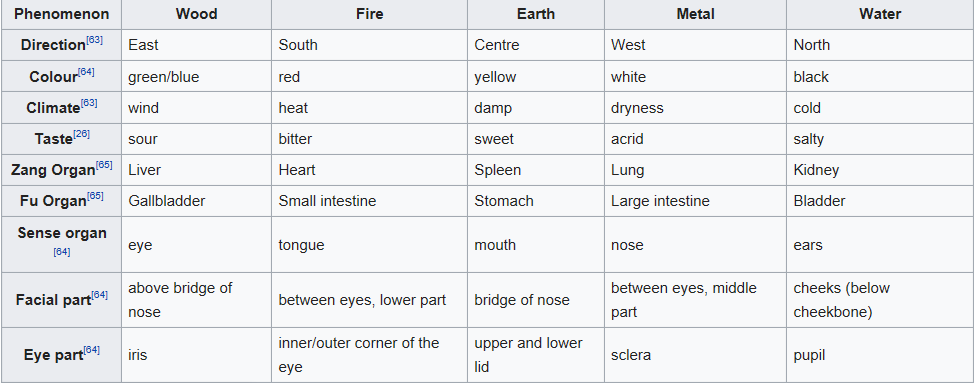 Phenomenon Wood Fire Earth Metal Water
Direction[63] East South Centre West North
Colour[64] green/blue red yellow white black
Climate[63] wind heat damp dryness cold
Taste[26] sour bitter sweet acrid salty
Zang Organ[65] Liver Heart Spleen Lung Kidney
Fu Organ[65] Gallbladder Small intestine Stomach Large intestine Bladder
Sense organ
[64] eye tongue mouth nose ears
Facial part[64] above bridge of
nose between eyes, lower part bridge of nose between eyes, middle
part cheeks (below
cheekbone)
Eye part[64] iris inner/outer corner of the
eye upper and lower
lid sclera pupil